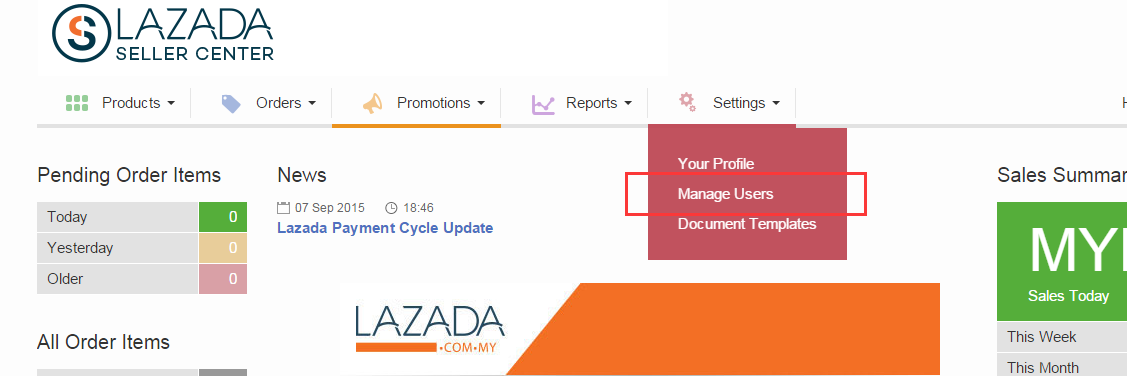 LAZADA
SELLER CENTER
Products
Orders
Promotions
Reports
Settings
Your Profile
Manage Users
Document Templates
Pending Order Items
Today 0
Yesterday 0
Older 0
All Order Items
News
07 Sep 2015 18:46
Lazada Payment Cycle Update
LAZADA
.COM.MY
Sales Summar
MY
Sales Today
This Week
This Month